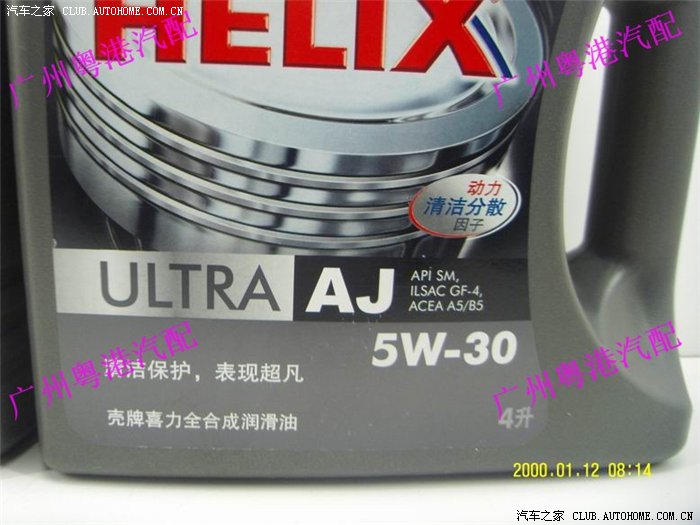 汽车之家 CLUB.AUTOHOME.COM.CN
HELIX
广州粤港汽配
广州粤港汽配
动力
清洁分散
因子
ULTRA AJ
API SM,
ILSAC GF-4,
ACEA A5/B5
5W-30
广州粤港汽配
广州粤港汽配
清洁保护，表现超凡
壳牌喜力全合成润滑油
4升
2000.01.12 08:14
汽车之家 CLUB.AUTOHOME.COM.CN